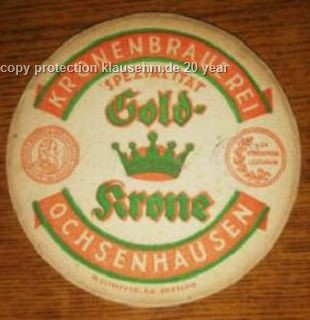 KRONENBRAUEREI
copy protection klausehm.de 20 year
SPEZIALITÄT
Gold-
Krone
OCHSENHAUSEN